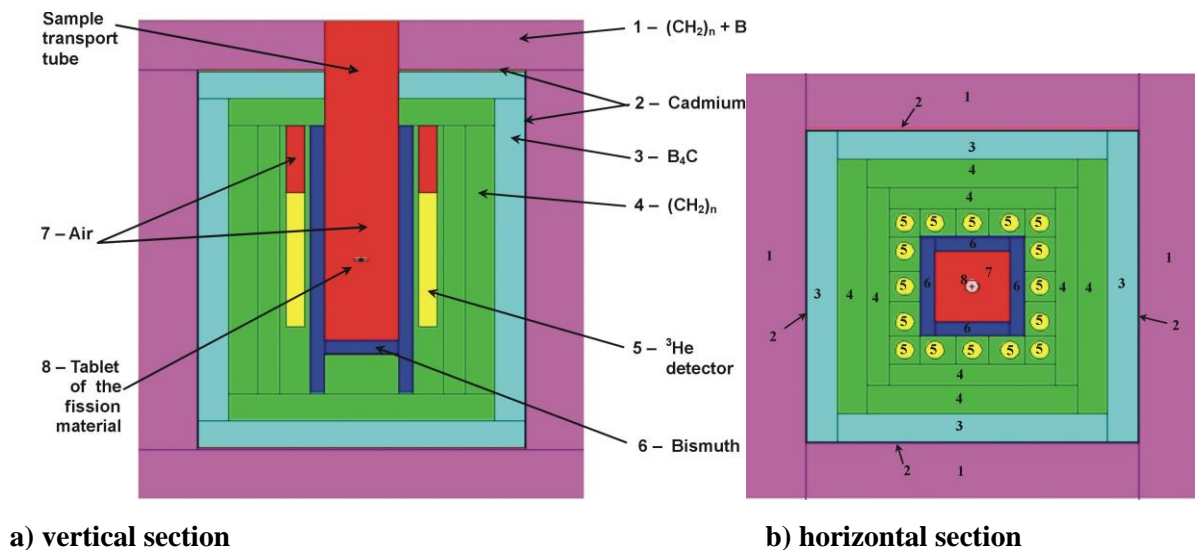 Sample
transport
tube
1 – (CH₂)ₙ + B
2 – Cadmium
3 – B₄C
4 – (CH₂)ₙ
7 – Air
5 – ³He
detector
8 – Tablet
of the
fission
material
6 – Bismuth
a) vertical section
1
2
3
4
4
5 5 5 5 5
5 6 5
1 3 4 4 5 6 8 7 6 5 4 4 3 1
5 6 5
5 5 5 5 5
2 2
4
4
3
2
1
b) horizontal section